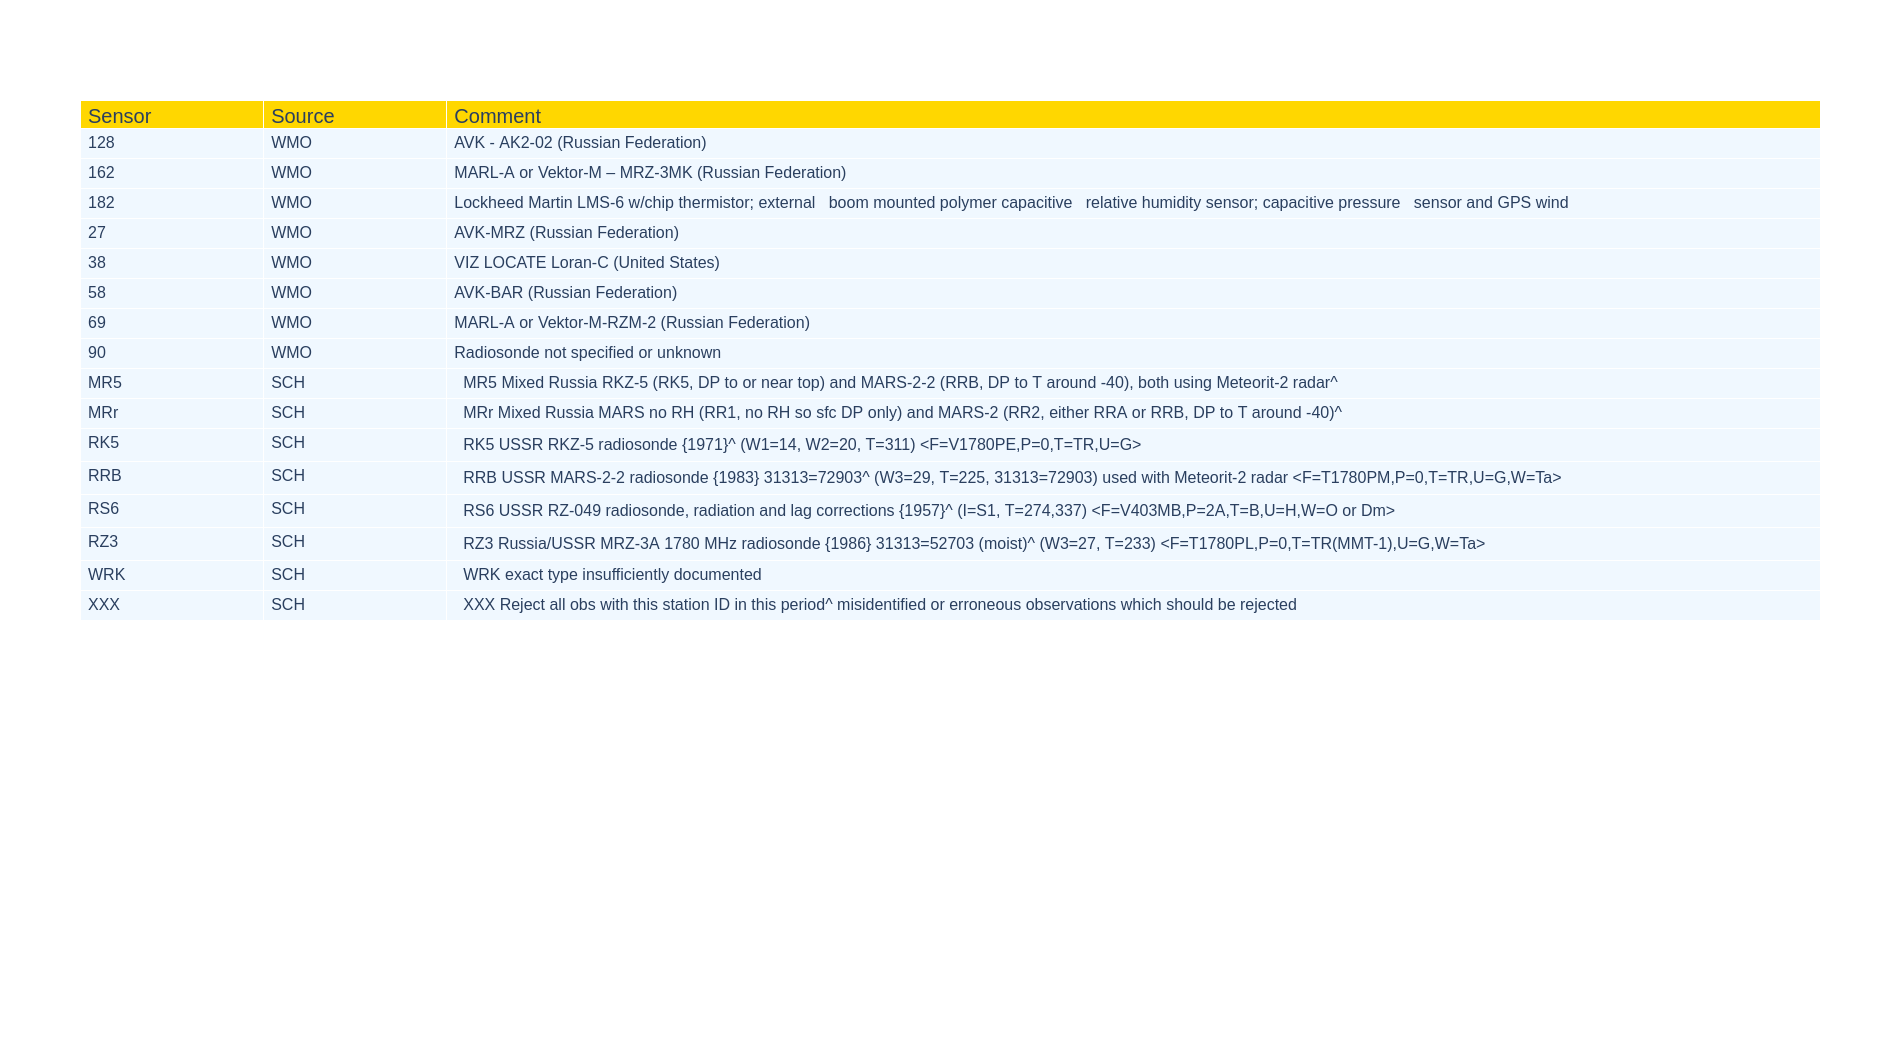 Sensor Source Comment
128 WMO AVK - AK2-02 (Russian Federation)
162 WMO MARL-A or Vektor-M – MRZ-3MK (Russian Federation)
182 WMO Lockheed Martin LMS-6 w/chip thermistor; external   boom mounted polymer capacitive   relative humidity sensor; capacitive pressure   sensor and GPS wind
27 WMO AVK-MRZ (Russian Federation)
38 WMO VIZ LOCATE Loran-C (United States)
58 WMO AVK-BAR (Russian Federation)
69 WMO MARL-A or Vektor-M-RZM-2 (Russian Federation)
90 WMO Radiosonde not specified or unknown
MR5 SCH MR5 Mixed Russia RKZ-5 (RK5, DP to or near top) and MARS-2-2 (RRB, DP to T around -40), both using Meteorit-2 radar^
MRr SCH MRr Mixed Russia MARS no RH (RR1, no RH so sfc DP only) and MARS-2 (RR2, either RRA or RRB, DP to T around -40)^
RK5 SCH RK5 USSR RKZ-5 radiosonde {1971}^ (W1=14, W2=20, T=311) <F=V1780PE,P=0,T=TR,U=G>
RRB SCH RRB USSR MARS-2-2 radiosonde {1983} 31313=72903^ (W3=29, T=225, 31313=72903) used with Meteorit-2 radar <F=T1780PM,P=0,T=TR,U=G,W=Ta>
RS6 SCH RS6 USSR RZ-049 radiosonde, radiation and lag corrections {1957}^ (I=S1, T=274,337) <F=V403MB,P=2A,T=B,U=H,W=O or Dm>
RZ3 SCH RZ3 Russia/USSR MRZ-3A 1780 MHz radiosonde {1986} 31313=52703 (moist)^ (W3=27, T=233) <F=T1780PL,P=0,T=TR(MMT-1),U=G,W=Ta>
WRK SCH WRK exact type insufficiently documented
XXX SCH XXX Reject all obs with this station ID in this period^ misidentified or erroneous observations which should be rejected